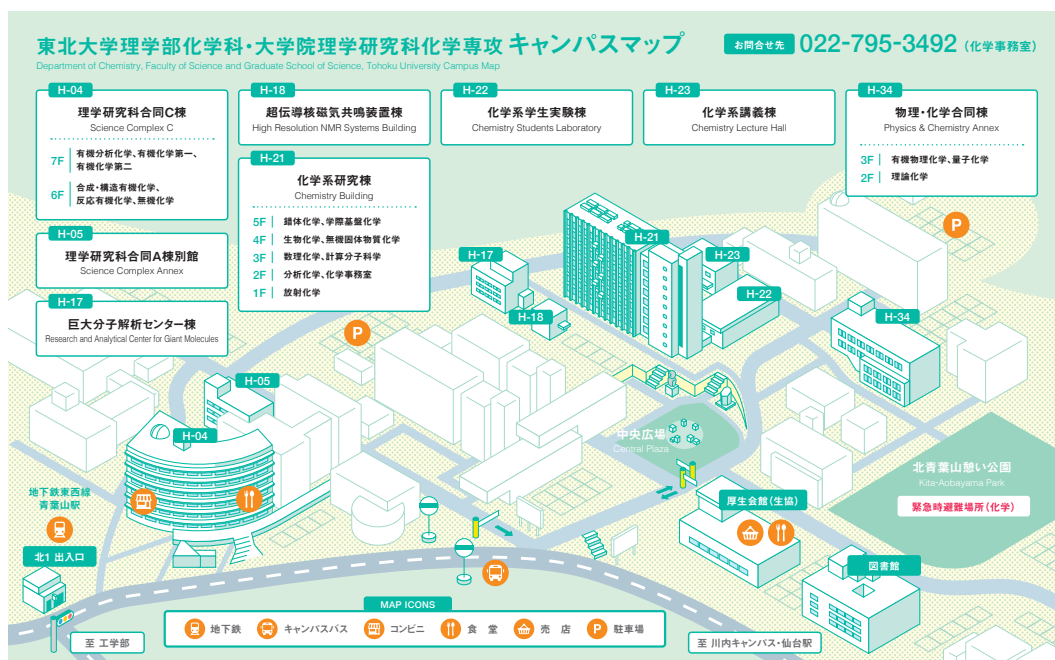 東北大学理学部化学科・大学院理学研究科化学専攻 キャンパスマップ
Department of Chemistry, Faculty of Science and Graduate School of Science, Tohoku University Campus Map
お問合せ先 022-795-3492 (化学事務室)
H-04
理学研究科合同C棟
Science Complex C
7F 有機分析化学、有機化学第一、
有機化学第二
6F 合成・構造有機化学、
反応有機化学、無機化学
H-05
理学研究科合同A棟別館
Science Complex Annex
H-17
巨大分子解析センター棟
Research and Analytical Center for Giant Molecules
H-18
超伝導核磁気共鳴装置棟
High Resolution NMR Systems Building
H-21
化学系研究棟
Chemistry Building
5F 錯体化学、学際基盤化学
4F 生物化学、無機固体物質化学
3F 数理化学、計算分子科学
2F 分析化学、化学事務室
1F 放射化学
H-22
化学系学生実験棟
Chemistry Students Laboratory
H-23
化学系講義棟
Chemistry Lecture Hall
H-34
物理・化学合同棟
Physics & Chemistry Annex
3F 有機物理化学、量子化学
2F 理論化学
P
H-21
H-17
H-23
H-22
H-18
H-34
P
H-05
H-04
中央広場
Central Plaza
北青葉山憩い公園
Kita-Aobayama Park
緊急時避難場所(化学)
地下鉄東西線
青葉山駅
厚生会館(生協)
北1 出入口
図書館
MAP ICONS
地下鉄 キャンパスバス コンビニ 食 堂 売 店 P 駐車場
至 工学部
至 川内キャンパス・仙台駅